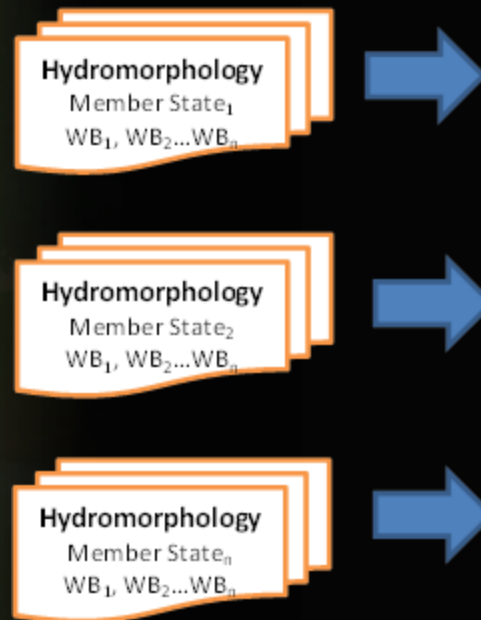 Hydromorphology
Member State₁
WB₁, WB₂...WBₙ
Hydromorphology
Member State₂
WB₁, WB₂...WBₙ
Hydromorphology
Member Stateₙ
WB₁, WB₂...WBₙ